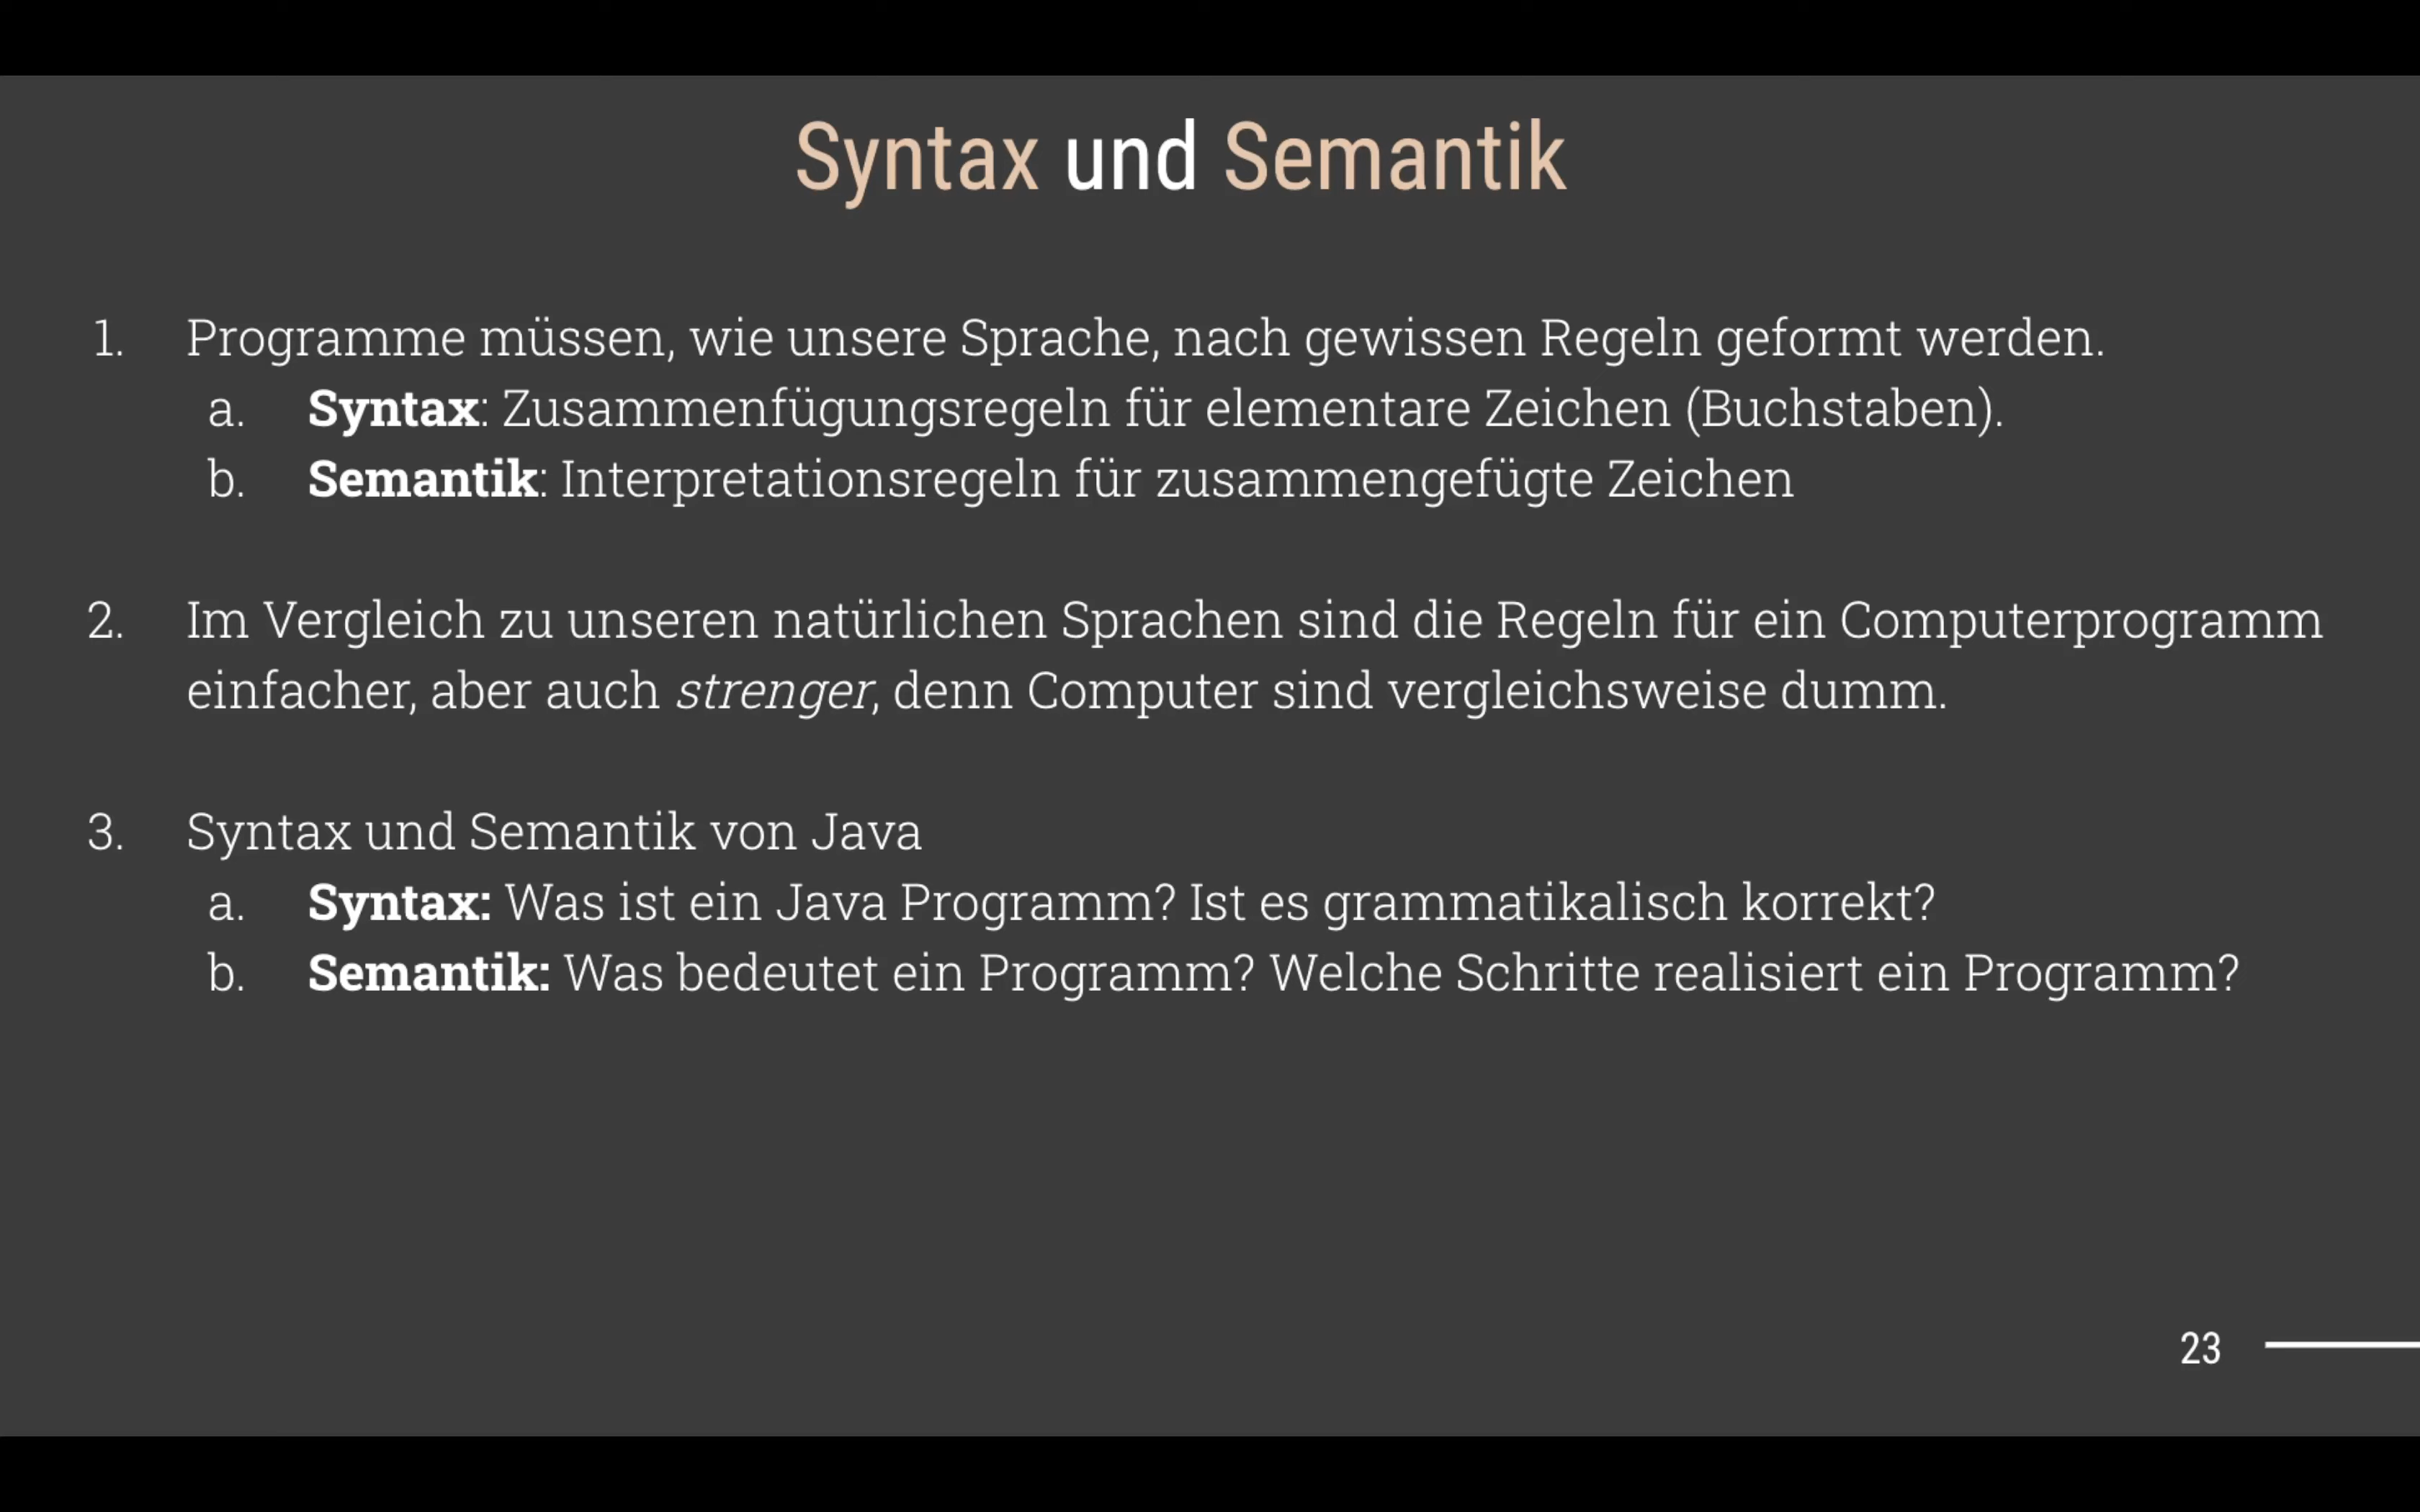 Syntax und Semantik
1. Programme müssen, wie unsere Sprache, nach gewissen Regeln geformt werden.
a. Syntax: Zusammenfügungsregeln für elementare Zeichen (Buchstaben).
b. Semantik: Interpretationsregeln für zusammengefügte Zeichen
2. Im Vergleich zu unseren natürlichen Sprachen sind die Regeln für ein Computerprogramm
einfacher, aber auch strenger, denn Computer sind vergleichsweise dumm.
3. Syntax und Semantik von Java
a. Syntax: Was ist ein Java Programm? Ist es grammatikalisch korrekt?
b. Semantik: Was bedeutet ein Programm? Welche Schritte realisiert ein Programm?
23